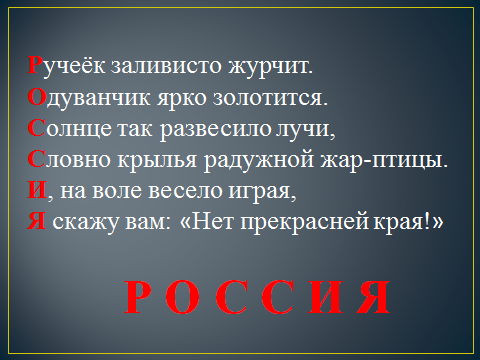 Ручеёк заливисто журчит.
Одуванчик ярко золотится.
Солнце так развесило лучи,
Словно крылья радужной жар-птицы.
И, на воле весело играя,
Я скажу вам: «Нет прекрасней края!»
Р О С С И Я